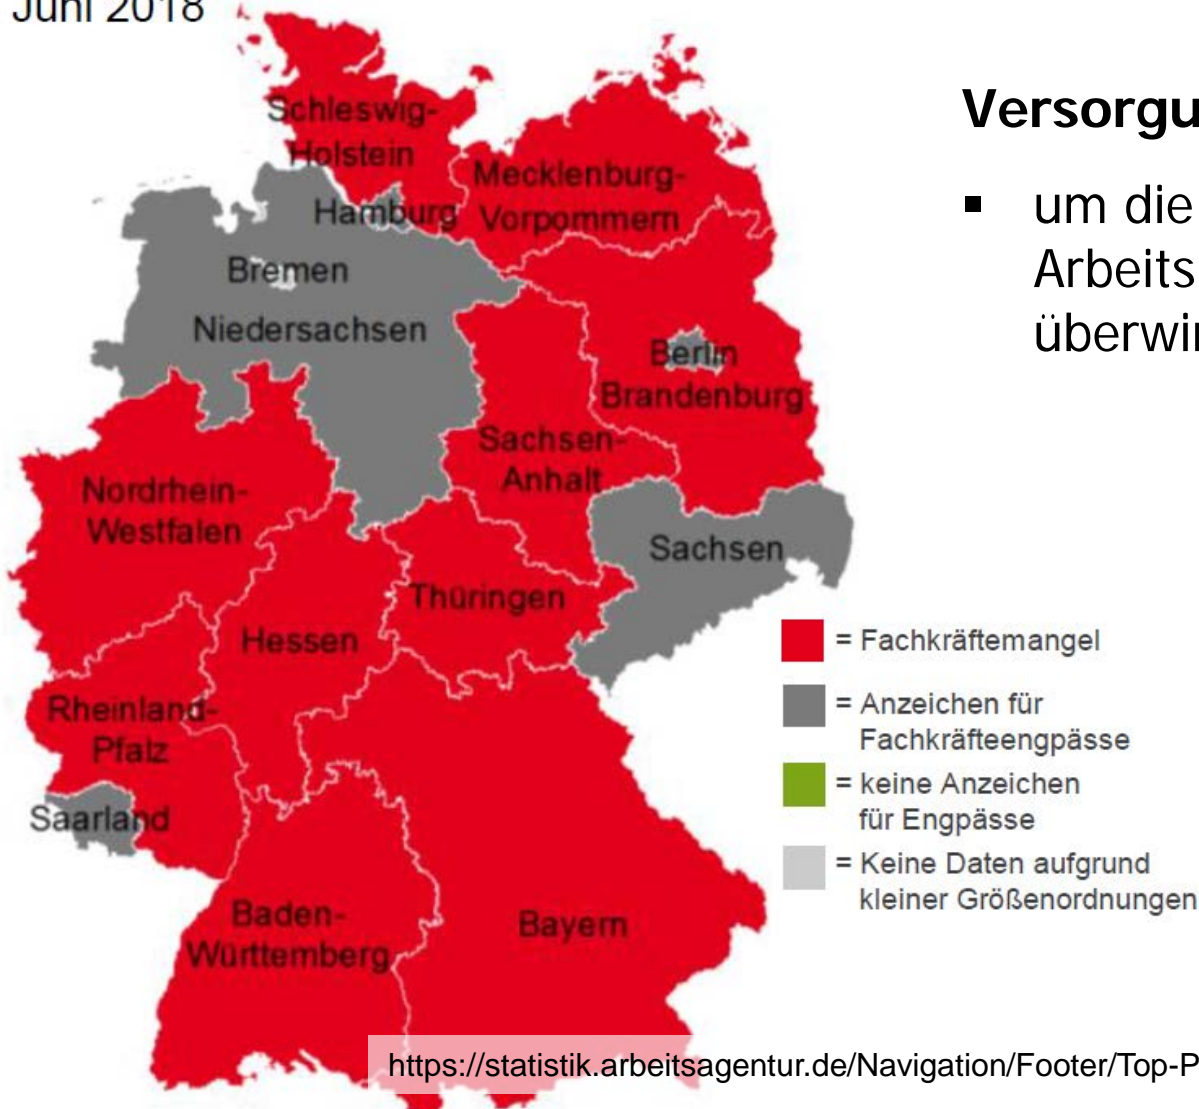 Juni 2018
Schleswig-
Holstein
Mecklenburg-
Vorpommern
Hamburg
Bremen
Niedersachsen
Berlin
Brandenburg
Sachsen-
Anhalt
Nordrhein-
Westfalen
Sachsen
Thüringen
Hessen
Rheinland-
Pfalz
Saarland
Baden-
Württemberg
Bayern
= Fachkräftemangel
= Anzeichen für
Fachkräfteengpässe
= keine Anzeichen
für Engpässe
= Keine Daten aufgrund
kleiner Größenordnungen
Versorgu
▪ um die
Arbeits
überwi
https://statistik.arbeitsagentur.de/Navigation/Footer/Top-P